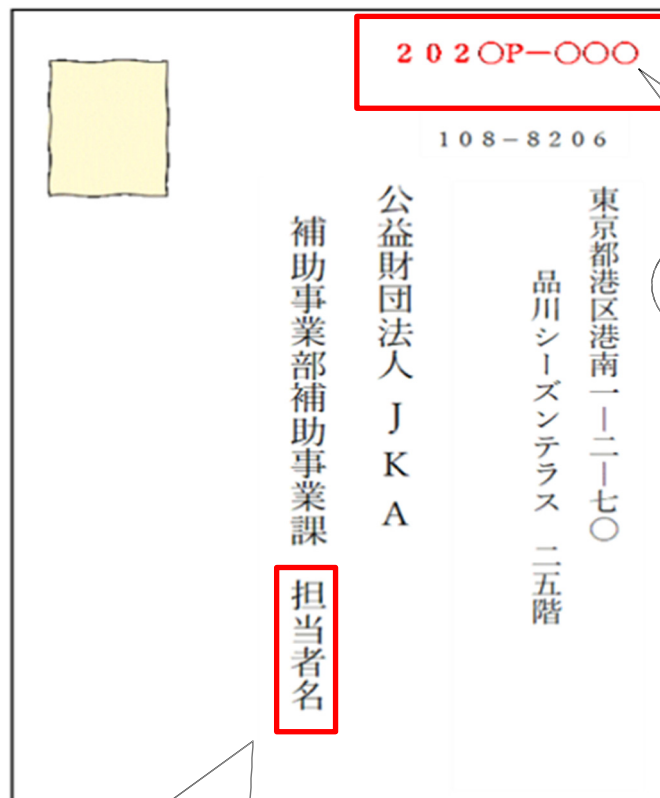 ２０２○P－○○○
１０８－８２０６
東京都港区港南一－二－七〇
品川シーズンテラス　二五階
公益財団法人　ＪＫＡ
補助事業部補助事業課　担当者名